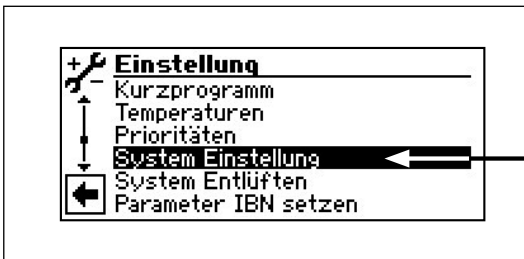 Einstellung
Kurzprogramm
Temperaturen
Prioritäten
System Einstellung
System Entlüften
Parameter IBN setzen